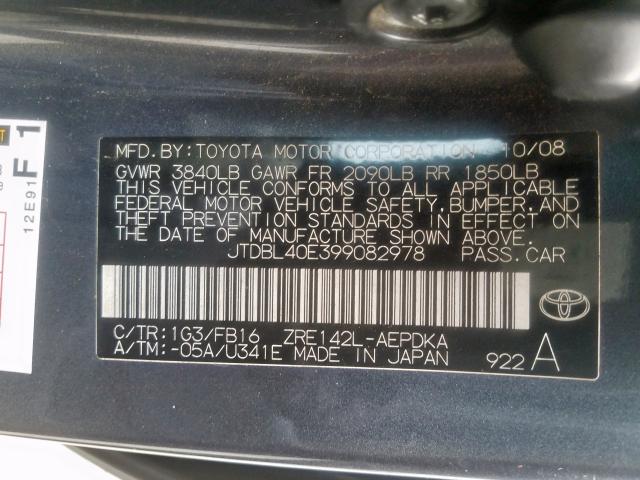 MFD.BY:TOYOTA MOTOR CORPORATION 10/08
GVWR 3840LB GAWR FR 2090LB RR 1850LB
THIS VEHICLE CONFORMS TO ALL APPLICABLE
FEDERAL MOTOR VEHICLE SAFETY,BUMPER,AND
THEFT PREVENTION STANDARDS IN EFFECT ON
THE DATE OF MANUFACTURE SHOWN ABOVE.
JTDBL40E399082978 PASS.CAR
C/TR:1G3/FB16 ZRE142L-AEPDKA
A/TM:-05A/U341E MADE IN JAPAN
922 A
F 1
12E91